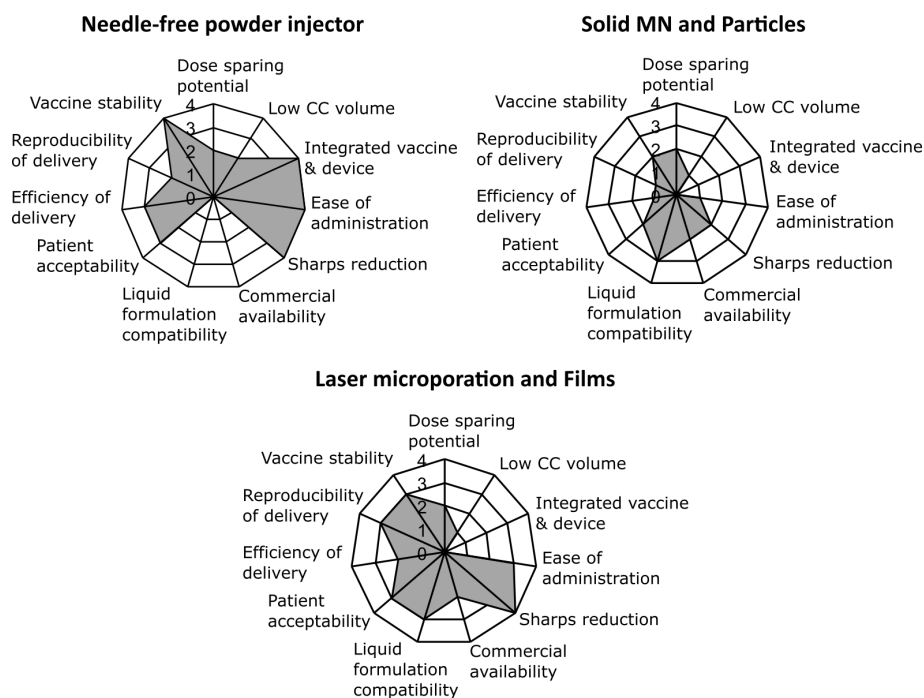 Needle-free powder injector
Dose sparing
potential
Low CC volume
Integrated vaccine
& device
Ease of
administration
Sharps reduction
Commercial
availability
Liquid
formulation
compatibility
Patient
acceptability
Efficiency of
delivery
Reproducibility
of delivery
Vaccine stability
4
3
2
1
0
Solid MN and Particles
Dose sparing
potential
Low CC volume
Integrated vaccine
& device
Ease of
administration
Sharps reduction
Commercial
availability
Liquid
formulation
compatibility
Patient
acceptability
Efficiency of
delivery
Reproducibility
of delivery
Vaccine stability
4
3
2
1
0
Laser microporation and Films
Dose sparing
potential
Low CC volume
Integrated vaccine
& device
Ease of
administration
Sharps reduction
Commercial
availability
Liquid
formulation
compatibility
Patient
acceptability
Efficiency of
delivery
Reproducibility
of delivery
Vaccine stability
4
3
2
1
0